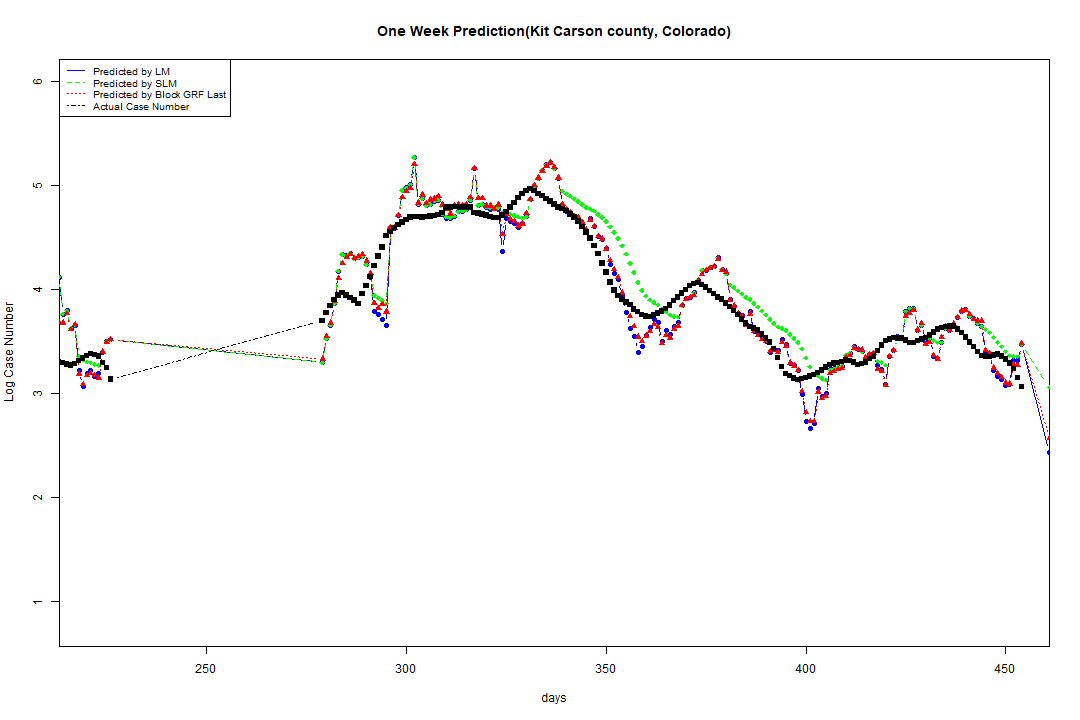 One Week Prediction(Kit Carson county, Colorado)
Predicted by LM
Predicted by SLM
Predicted by Block GRF Last
Actual Case Number
Log Case Number
6
5
4
3
2
1
250
300
350
400
450
days